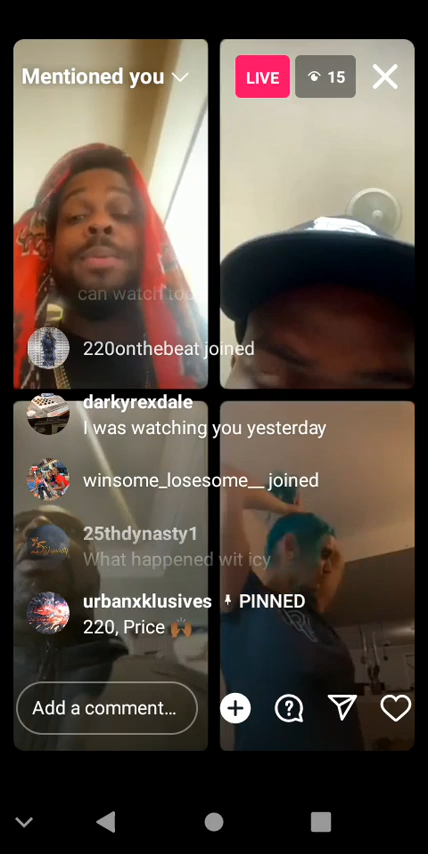 Mentioned you
LIVE
15
can watch too
220onthebeat joined
darkyrexdale
I was watching you yesterday
winsome_losesome__ joined
25thdynasty1
What happened wit icy
urbanxklusives PINNED
220, Price 🙌🏽
Add a comment...